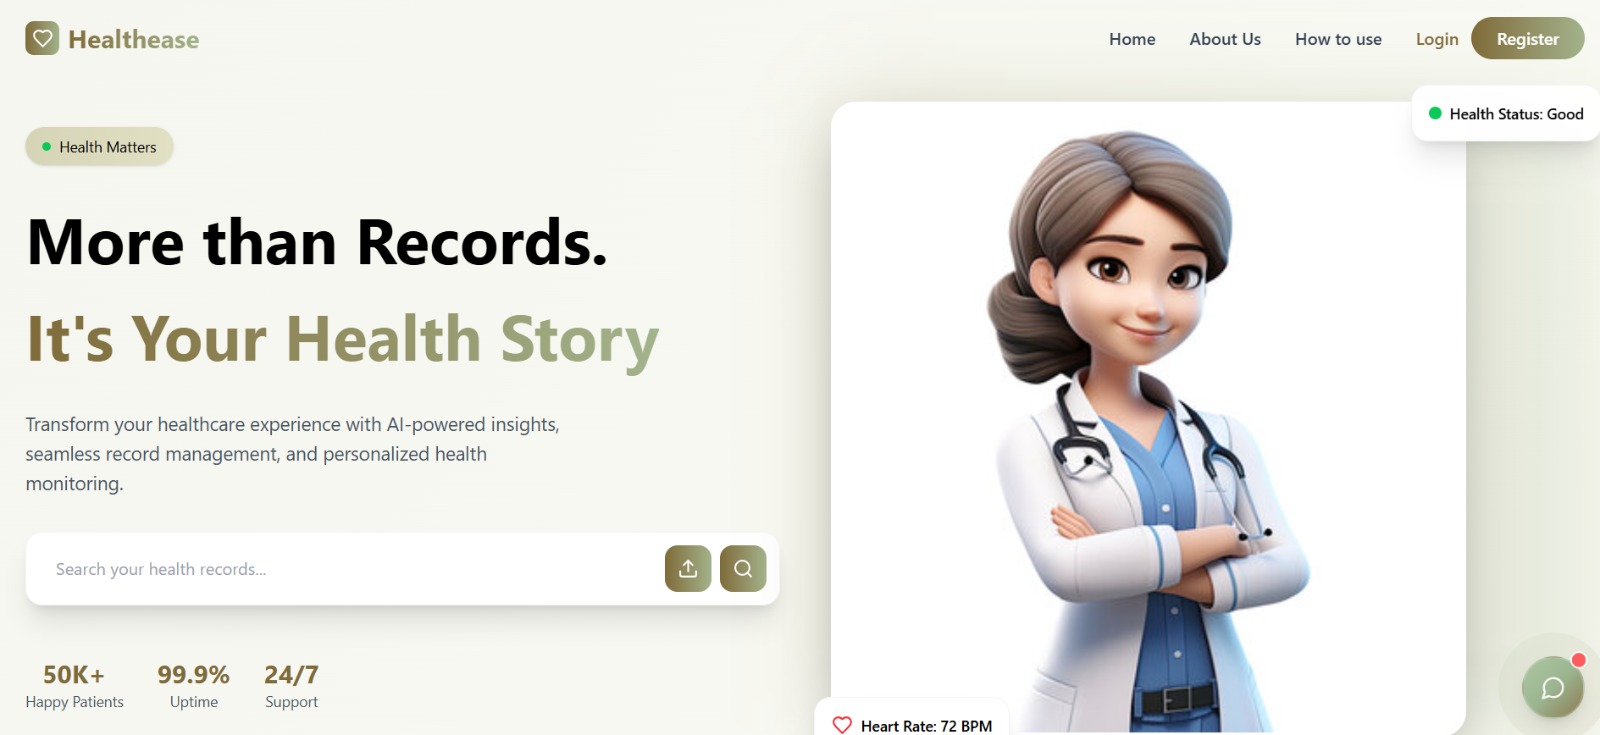 Healthease
Home
About Us
How to use
Login
Register
Health Status: Good
Health Matters
More than Records.
It's Your Health Story
Transform your healthcare experience with AI-powered insights,
seamless record management, and personalized health
monitoring.
Search your health records...
50K+
Happy Patients
99.9%
Uptime
24/7
Support
Heart Rate: 72 BPM